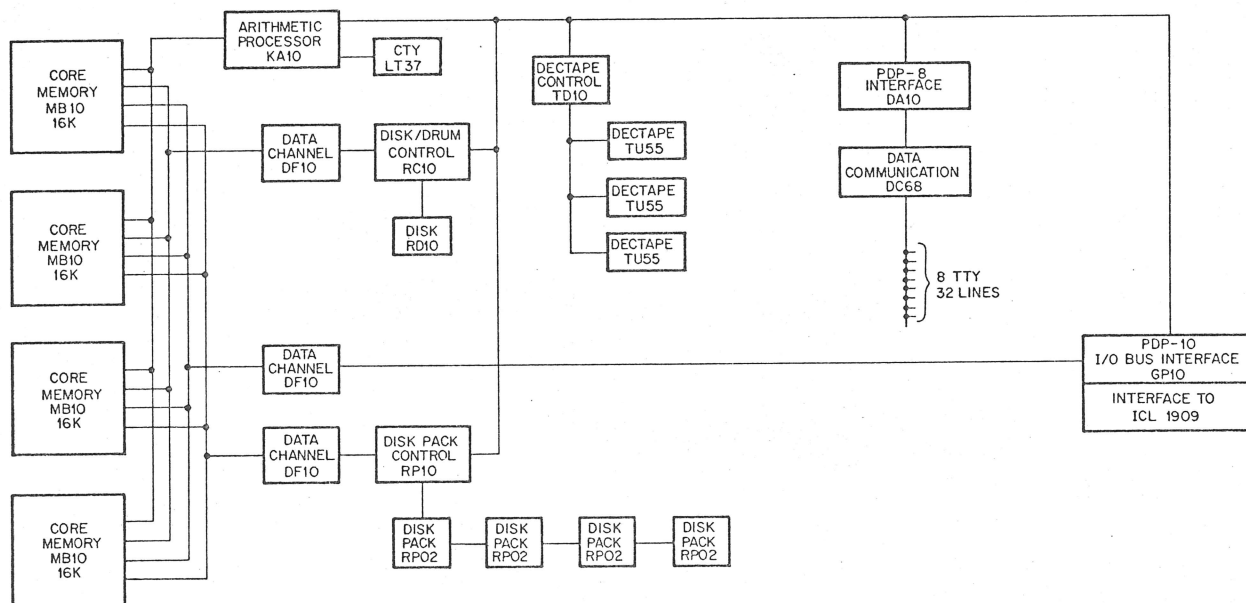 ARITHMETIC
PROCESSOR
KA10
CTY
LT37
CORE
MEMORY
MB10
16K
DECTAPE
CONTROL
TD10
PDP-8
INTERFACE
DA10
DATA
CHANNEL
DF10
DISK/DRUM
CONTROL
RC10
DECTAPE
TU55
DATA
COMMUNICATION
DC68
DECTAPE
TU55
DISK
RD10
DECTAPE
TU55
CORE
MEMORY
MB10
16K
8 TTY
32 LINES
CORE
MEMORY
MB10
16K
DATA
CHANNEL
DF10
PDP-10
I/O BUS INTERFACE
GP10
INTERFACE TO
ICL 1909
DATA
CHANNEL
DF10
DISK PACK
CONTROL
RP10
CORE
MEMORY
MB10
16K
DISK
PACK
RP02
DISK
PACK
RP02
DISK
PACK
RP02
DISK
PACK
RP02